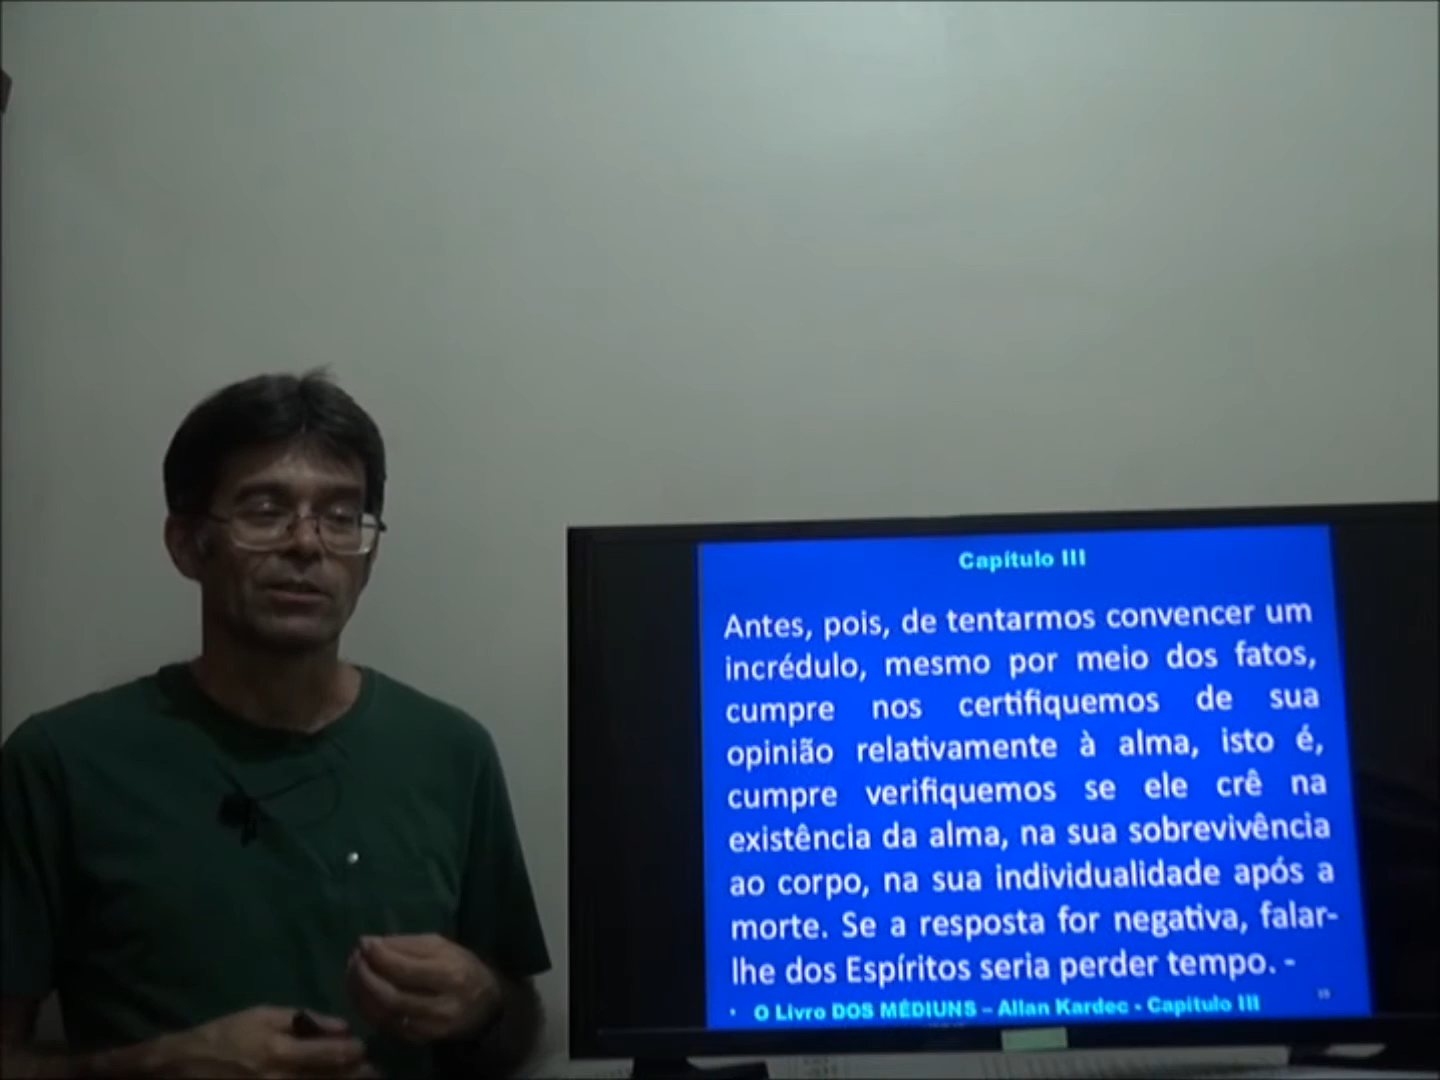 Capítulo III
Antes, pois, de tentarmos convencer um
incrédulo, mesmo por meio dos fatos,
cumpre nos certifiquemos de sua
opinião relativamente à alma, isto é,
cumpre verifiquemos se ele crê na
existência da alma, na sua sobrevivência
ao corpo, na sua individualidade após a
morte. Se a resposta for negativa, falar-
lhe dos Espíritos seria perder tempo. -
• O Livro DOS MÉDIUNS – Allan Kardec - Capítulo III